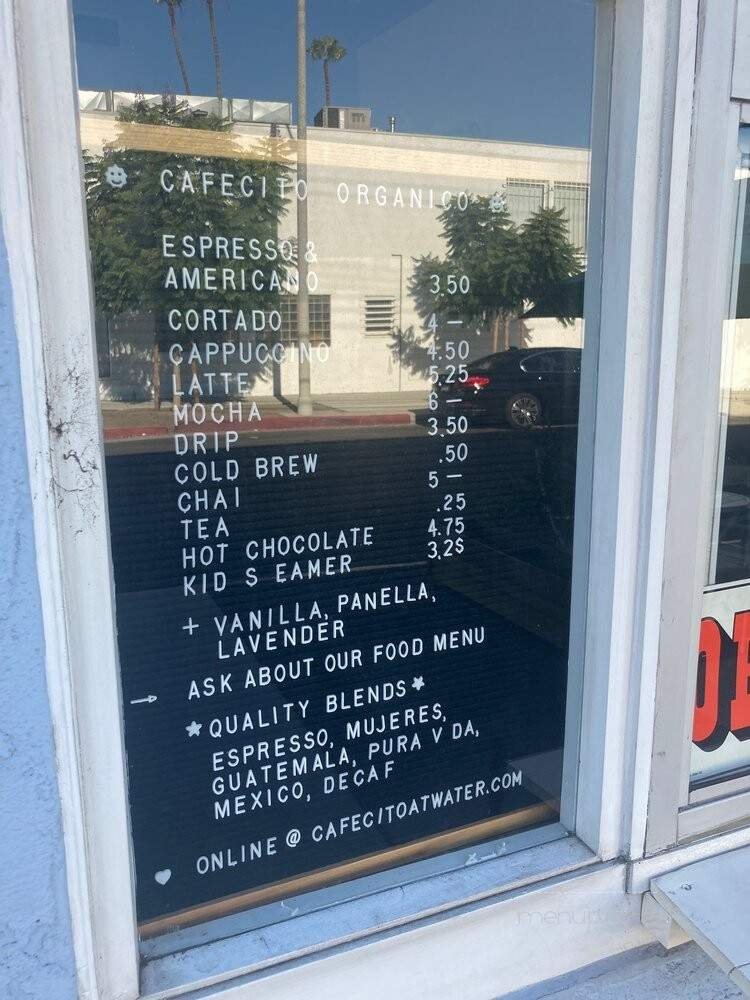 CAFECITO ORGANICO
ESPRESSO &
AMERICANO 3.50
CORTADO 4 —
CAPPUCCINO 4.50
LATTE 5.25
MOCHA 6 —
DRIP 3.50
COLD BREW .50
CHAI 5 —
TEA .25
HOT CHOCOLATE 4.75
KID S EAMER 3.2S
+ VANILLA, PANELLA,
LAVENDER
ASK ABOUT OUR FOOD MENU
QUALITY BLENDS
ESPRESSO, MUJERES,
GUATEMALA, PURA V DA,
MEXICO, DECAF
ONLINE @ CAFECITOATWATER.COM